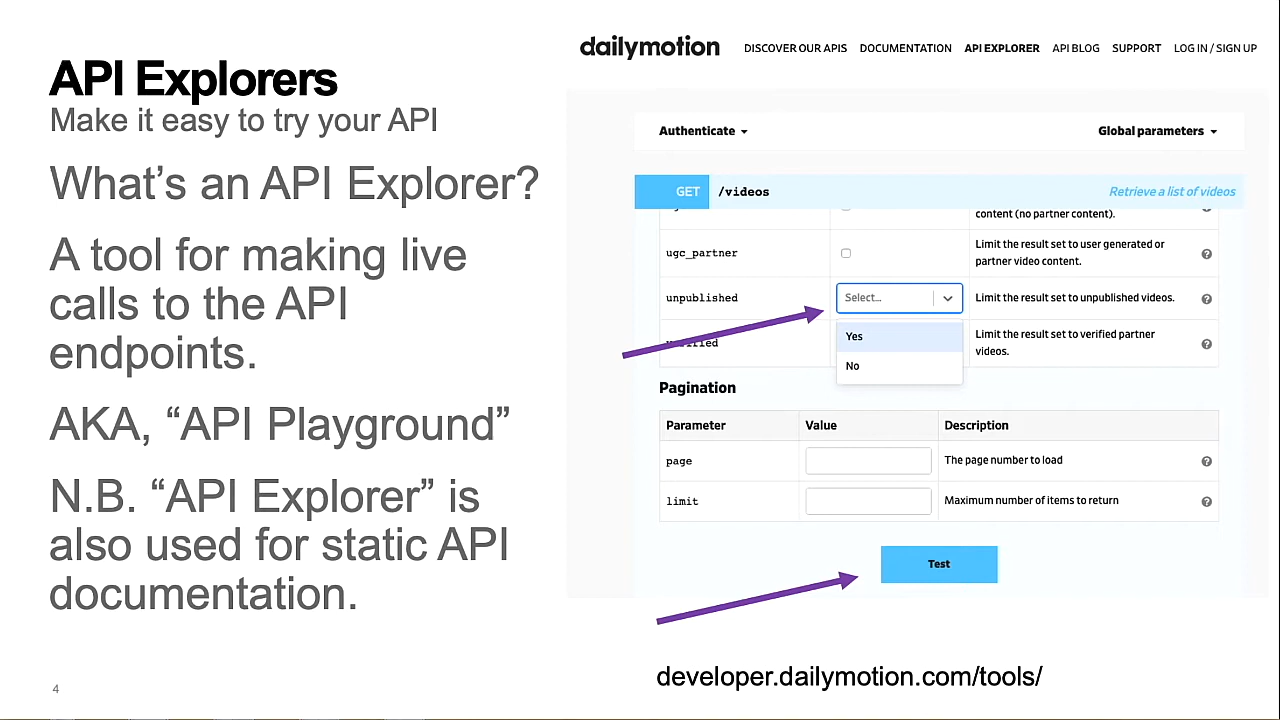 API Explorers
Make it easy to try your API
What’s an API Explorer?
A tool for making live
calls to the API
endpoints.
AKA, “API Playground”
N.B. “API Explorer” is
also used for static API
documentation.
4
dailymotion
DISCOVER OUR APIS DOCUMENTATION API EXPLORER API BLOG SUPPORT LOG IN / SIGN UP
Authenticate Global parameters
GET /videos Retrieve a list of videos
content (no partner content).
ugc_partner
Limit the result set to user generated or
partner video content.
unpublished Select... Limit the result set to unpublished videos.
Yes
No
Limit the result set to verified partner
videos.
Pagination
Parameter Value Description
page The page number to load
limit Maximum number of items to return
Test
developer.dailymotion.com/tools/